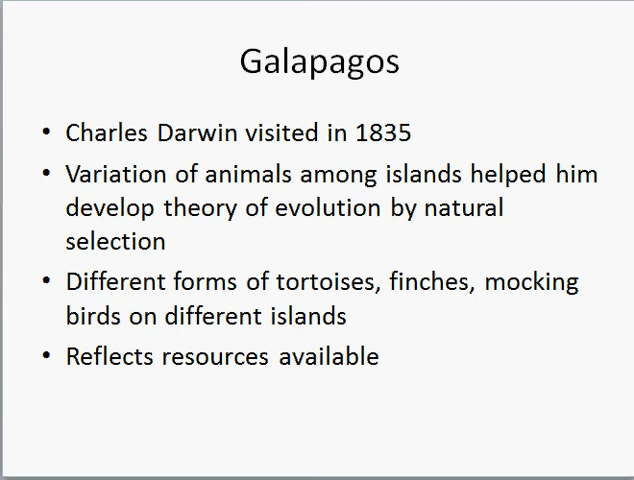 Galapagos
• Charles Darwin visited in 1835
• Variation of animals among islands helped him
develop theory of evolution by natural
selection
• Different forms of tortoises, finches, mocking
birds on different islands
• Reflects resources available